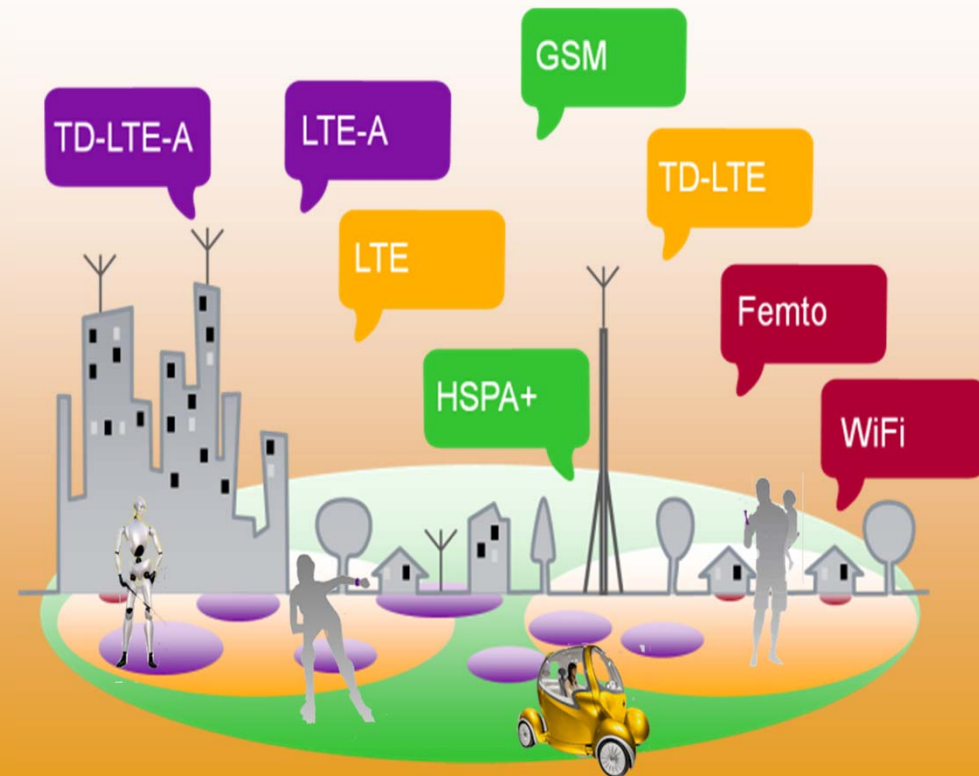 GSM
TD-LTE-A
LTE-A
TD-LTE
LTE
Femto
HSPA+
WiFi